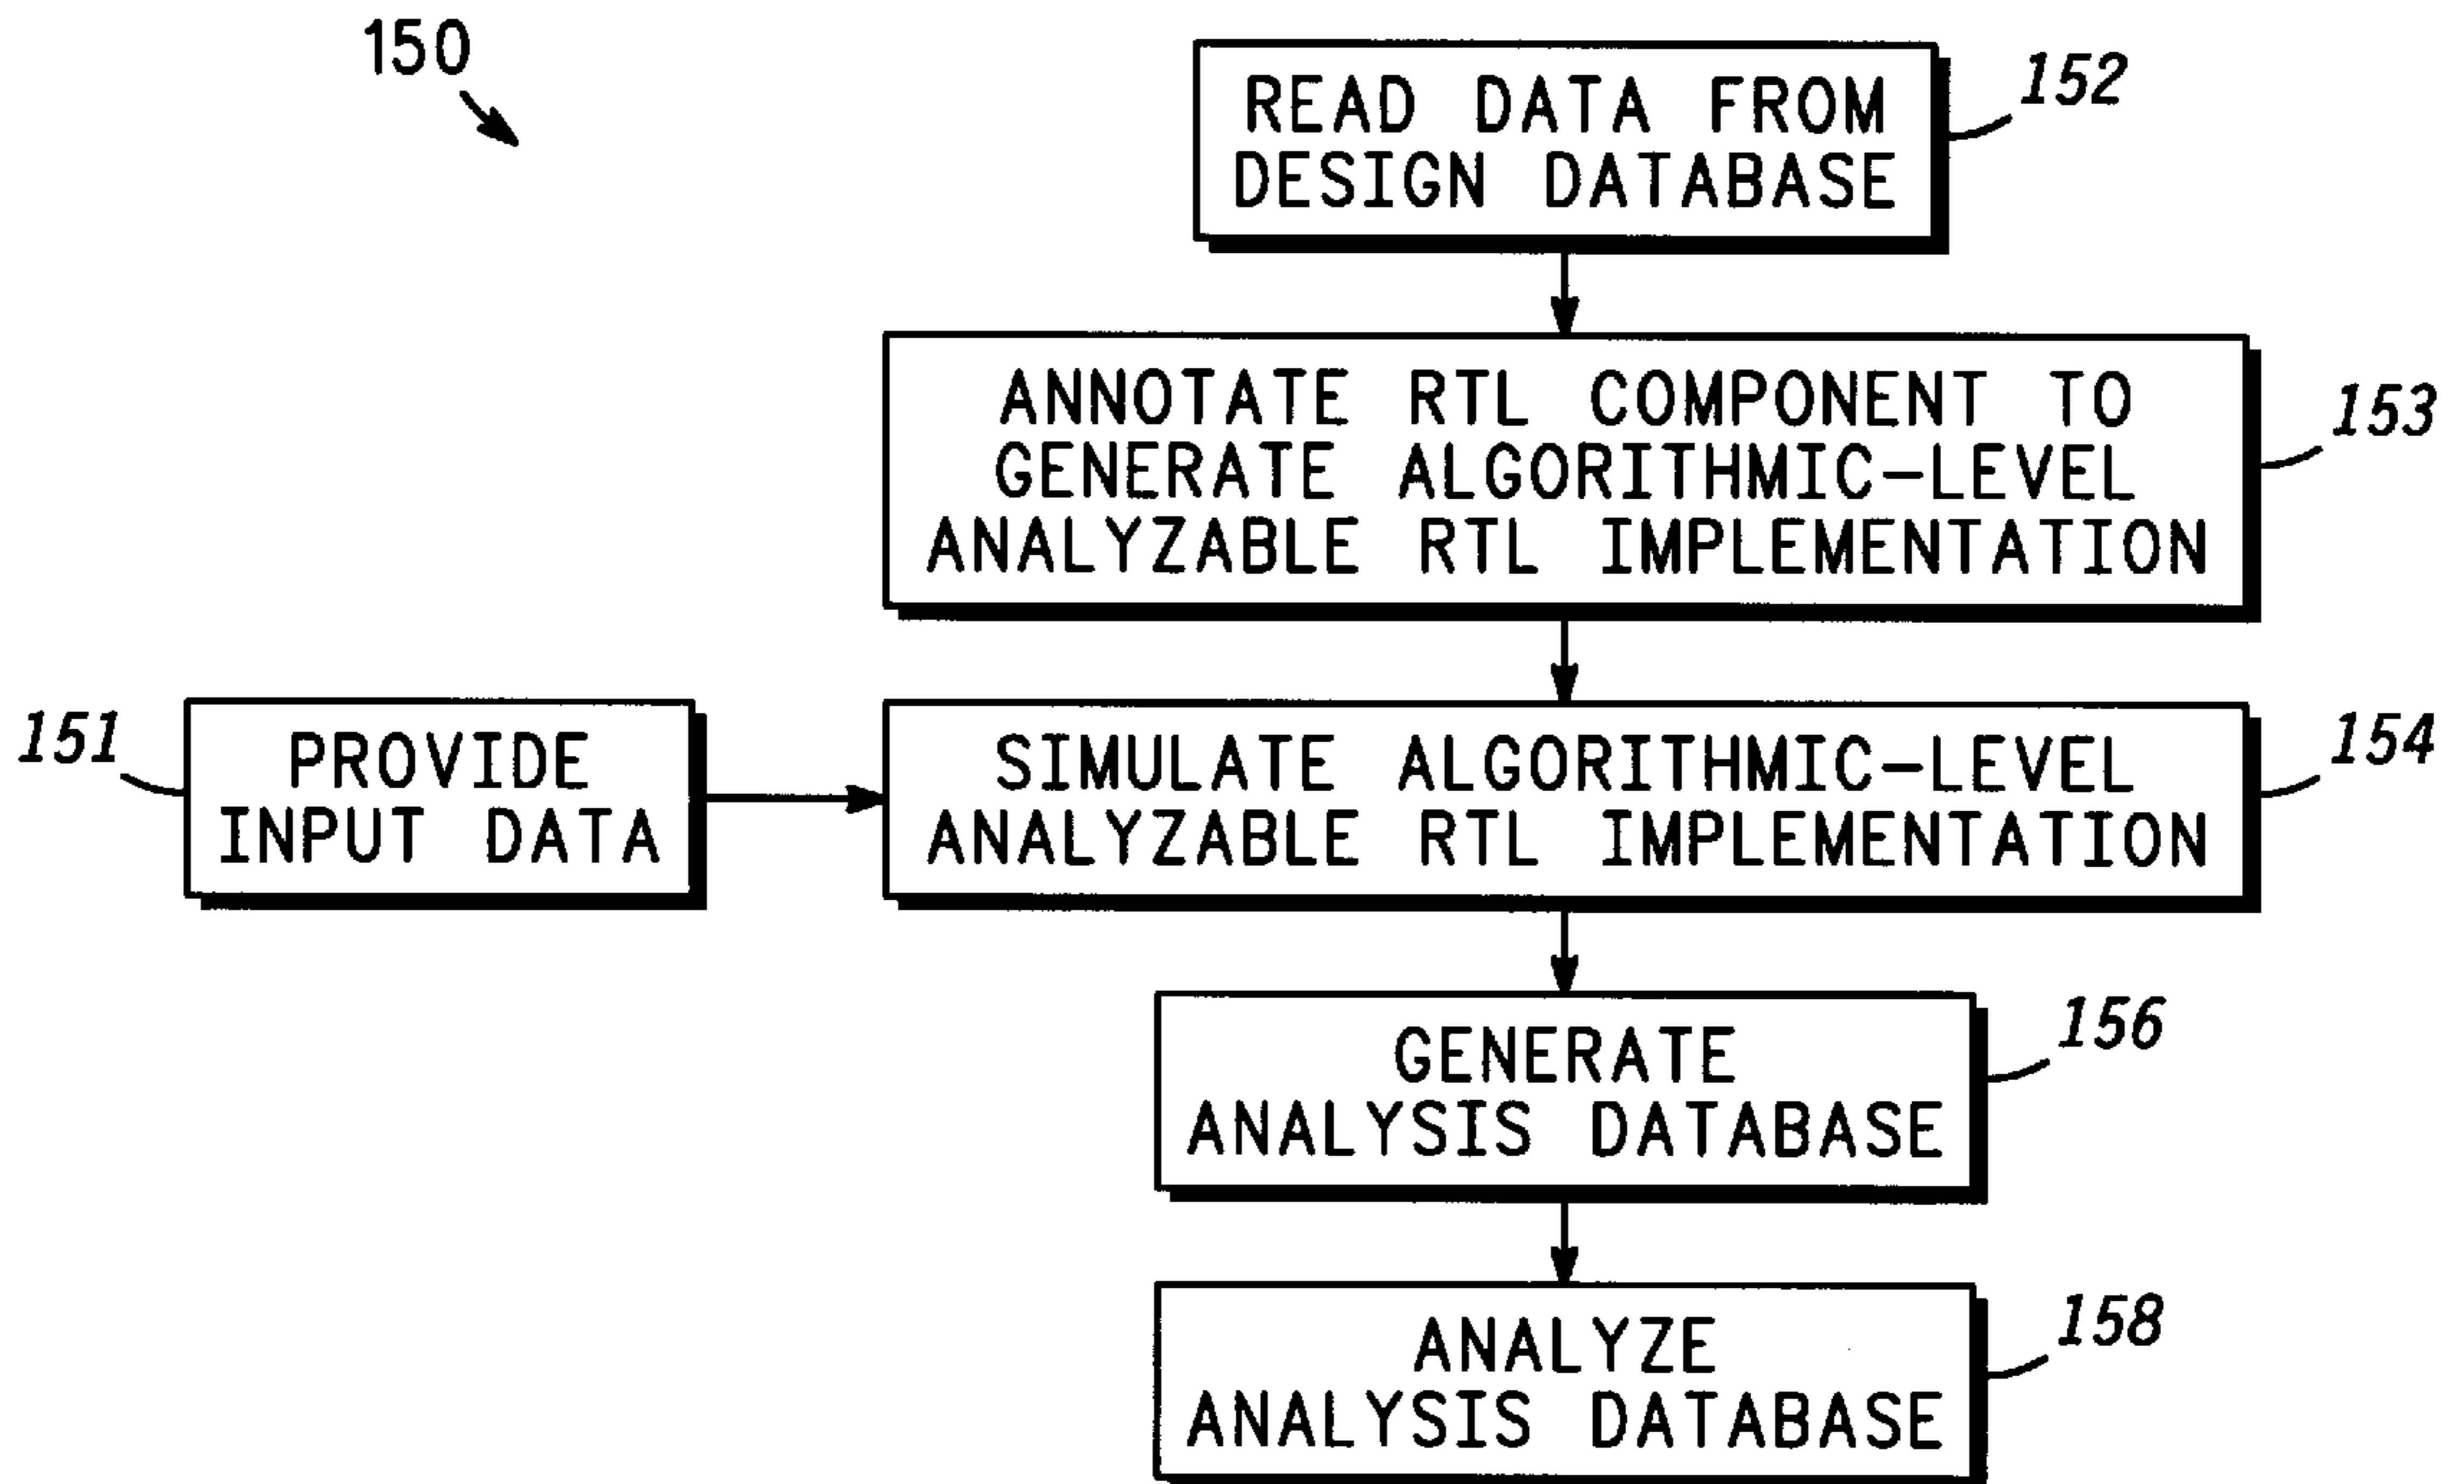 150
READ DATA FROM
DESIGN DATABASE
152
ANNOTATE RTL COMPONENT TO
GENERATE ALGORITHMIC-LEVEL
ANALYZABLE RTL IMPLEMENTATION
153
151
PROVIDE
INPUT DATA
SIMULATE ALGORITHMIC-LEVEL
ANALYZABLE RTL IMPLEMENTATION
154
GENERATE
ANALYSIS DATABASE
156
ANALYZE
ANALYSIS DATABASE
158